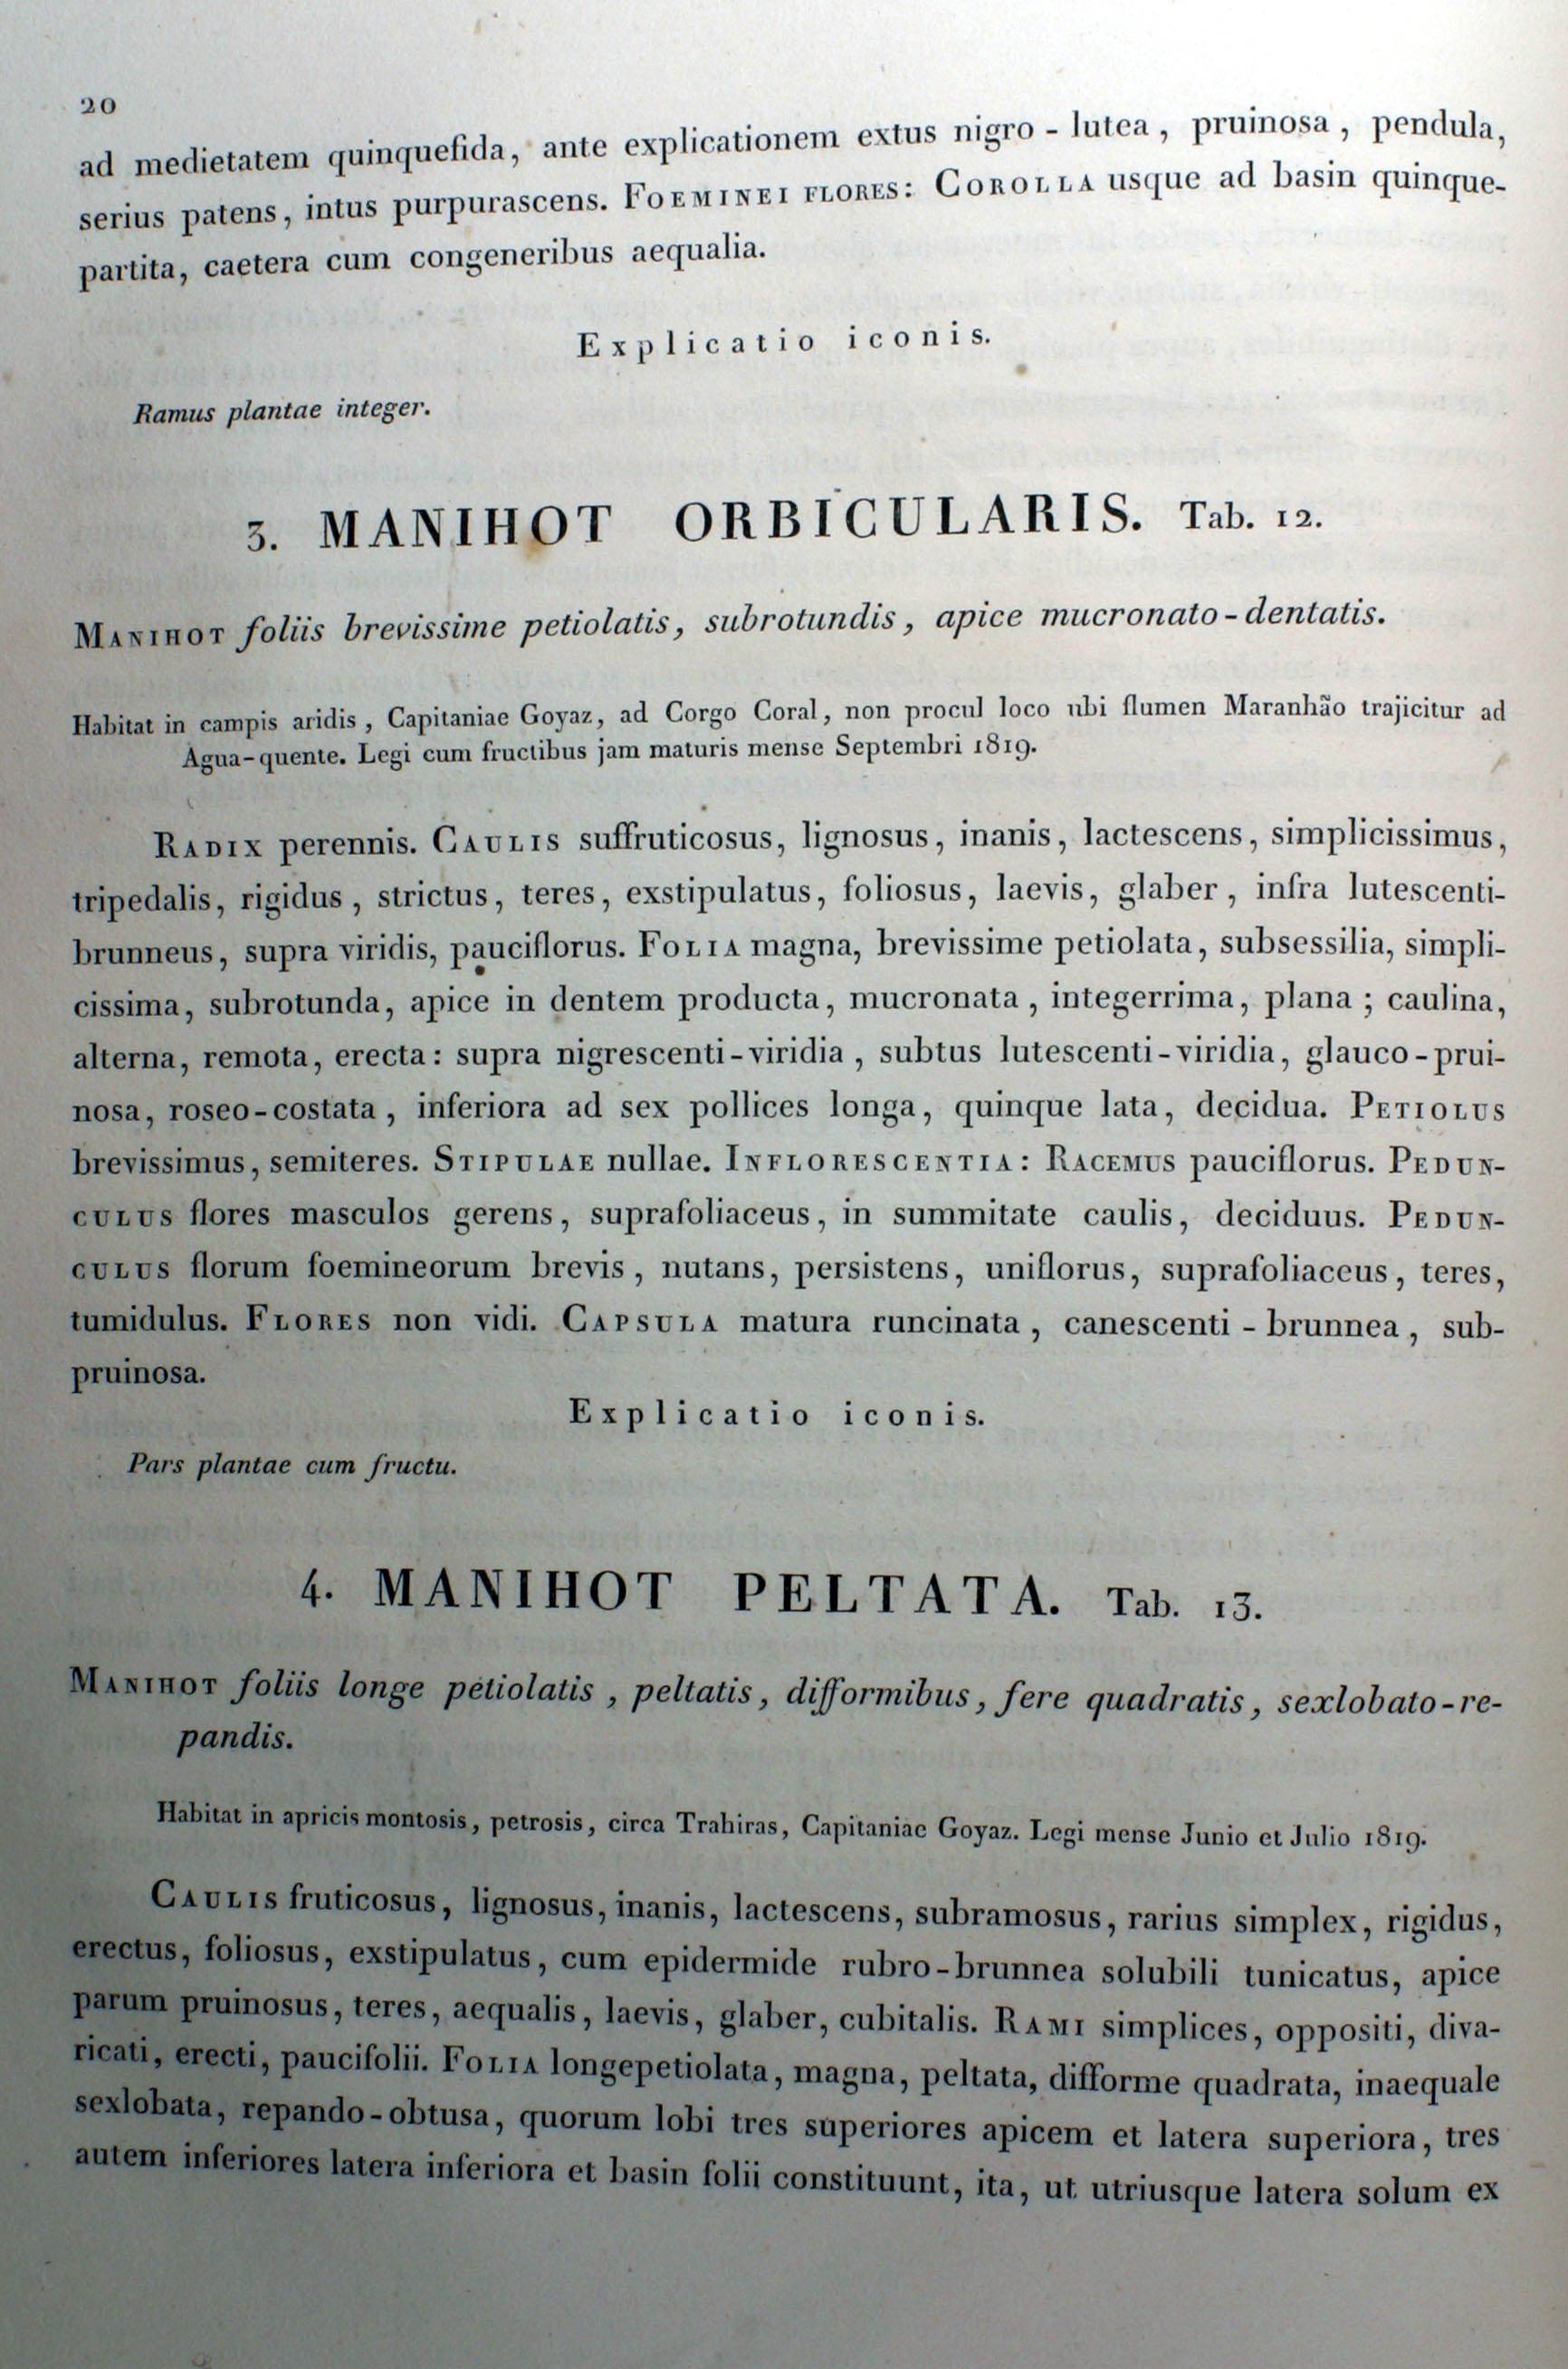 20
ad medietatem quinquefida, ante explicationem extus nigro - lutea, pruinosa, pendula,
serius patens, intus purpurascens. FOEMINEI FLORES: COROLLA usque ad basin quinque-
partita, caetera cum congeneribus aequalia.
Explicatio iconis.
Ramus plantae integer.
3. MANIHOT ORBICULARIS. Tab. 12.
MANIHOT foliis brevissime petiolatis, subrotundis, apice mucronato-dentatis.
Habitat in campis aridis, Capitaniae Goyaz, ad Corgo Coral, non procul loco ubi flumen Maranhão trajicitur ad
Agua-quente. Legi cum fructibus jam maturis mense Septembri 1819.
RADIX perennis. CAULIS suffruticosus, lignosus, inanis, lactescens, simplicissimus,
tripedalis, rigidus, strictus, teres, exstipulatus, foliosus, laevis, glaber, infra lutescenti-
brunneus, supra viridis, pauciflorus. FOLIA magna, brevissime petiolata, subsessilia, simpli-
cissima, subrotunda, apice in dentem producta, mucronata, integerrima, plana; caulina,
alterna, remota, erecta: supra nigrescenti-viridia, subtus lutescenti-viridia, glauco-prui-
nosa, roseo-costata, inferiora ad sex pollices longa, quinque lata, decidua. PETIOLUS
brevissimus, semiteres. STIPULAE nullae. INFLORESCENTIA: RACEMUS pauciflorus. PEDUN-
CULUS flores masculos gerens, suprafoliaceus, in summitate caulis, deciduus. PEDUN-
CULUS florum foemineorum brevis, nutans, persistens, uniflorus, suprafoliaceus, teres,
tumidulus. FLORES non vidi. CAPSULA matura runcinata, canescenti - brunnea, sub-
pruinosa.
Explicatio iconis.
Pars plantae cum fructu.
4. MANIHOT PELTATA. Tab. 13.
MANIHOT foliis longe petiolatis, peltatis, difformibus, fere quadratis, sexlobato-re-
pandis.
Habitat in apricis montosis, petrosis, circa Trahiras, Capitaniae Goyaz. Legi mense Junio et Julio 1819.
CAULIS fruticosus, lignosus, inanis, lactescens, subramosus, rarius simplex, rigidus,
erectus, foliosus, exstipulatus, cum epidermide rubro-brunnea solubili tunicatus, apice
parum pruinosus, teres, aequalis, laevis, glaber, cubitalis. RAMI simplices, oppositi, diva-
ricati, erecti, paucifolii. FOLIA longepetiolata, magna, peltata, difforme quadrata, inaequale
sexlobata, repando-obtusa, quorum lobi tres superiores apicem et latera superiora, tres
autem inferiores latera inferiora et basin folii constituunt, ita, ut utriusque latera solum ex